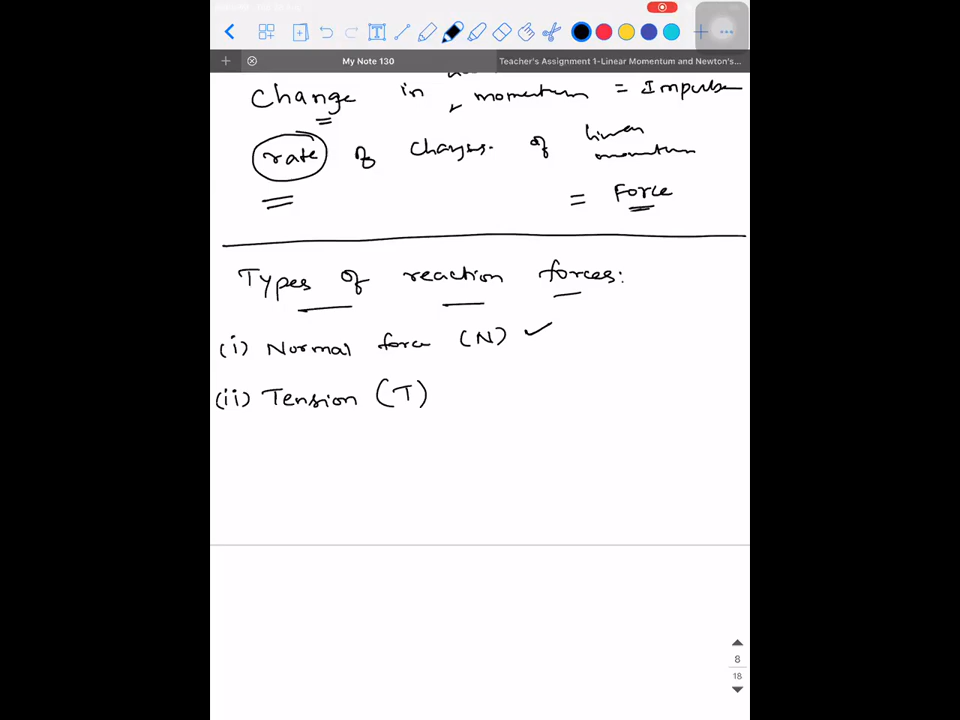 My Note 130
Teacher's Assignment 1-Linear Momentum and Newton's...
Change in momentum = Impulse
rate of changes. of linear momentum
= Force
Types of reaction forces:
(i) Normal force (N) ✓
(ii) Tension (T)
8
18